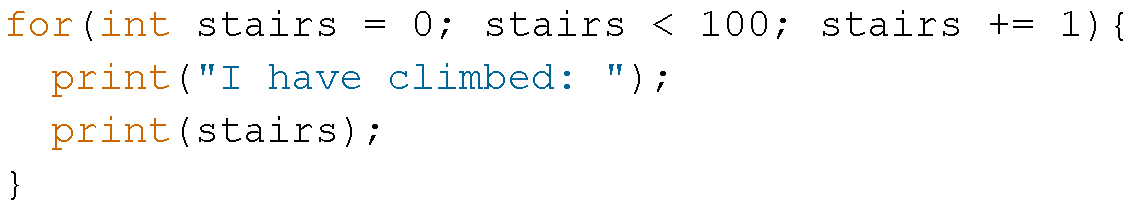 for(int stairs = 0; stairs < 100; stairs += 1){
  print("I have climbed: ");
  print(stairs);
}